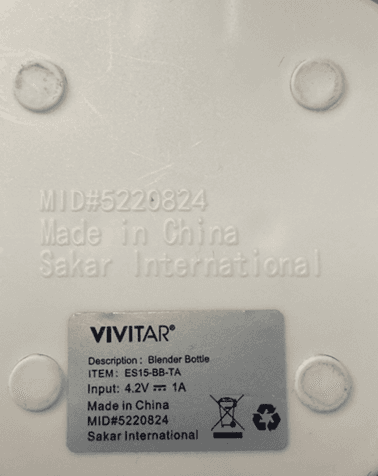 MID#5220824
Made in China
Sakar International
VIVITAR®
Description : Blender Bottle
iTEM : ES15-BB-TA
Input: 4.2V⎓ 1A
Made in China
MID#5220824
Sakar International